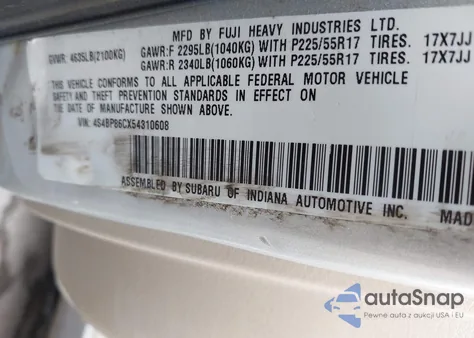 MFD BY FUJI HEAVY INDUSTRIES LTD.
GVWR: 4635LB(2100KG) GAWR:F 2295LB(1040KG) WITH P225/55R17 TIRES. 17X7JJ
GAWR:R 2340LB(1060KG) WITH P225/55R17 TIRES. 17X7JJ
THIS VEHICLE CONFORMS TO ALL APPLICABLE FEDERAL MOTOR VEHICLE
SAFETY AND THEFT PREVENTION STANDARDS IN EFFECT ON
THE DATE OF MANUFACTURE SHOWN ABOVE.
VIN: 4S4BP86CX54310608
ASSEMBLED BY SUBARU OF INDIANA AUTOMOTIVE INC. MAD
autoSnap
Pewne auta z aukcji USA i EU